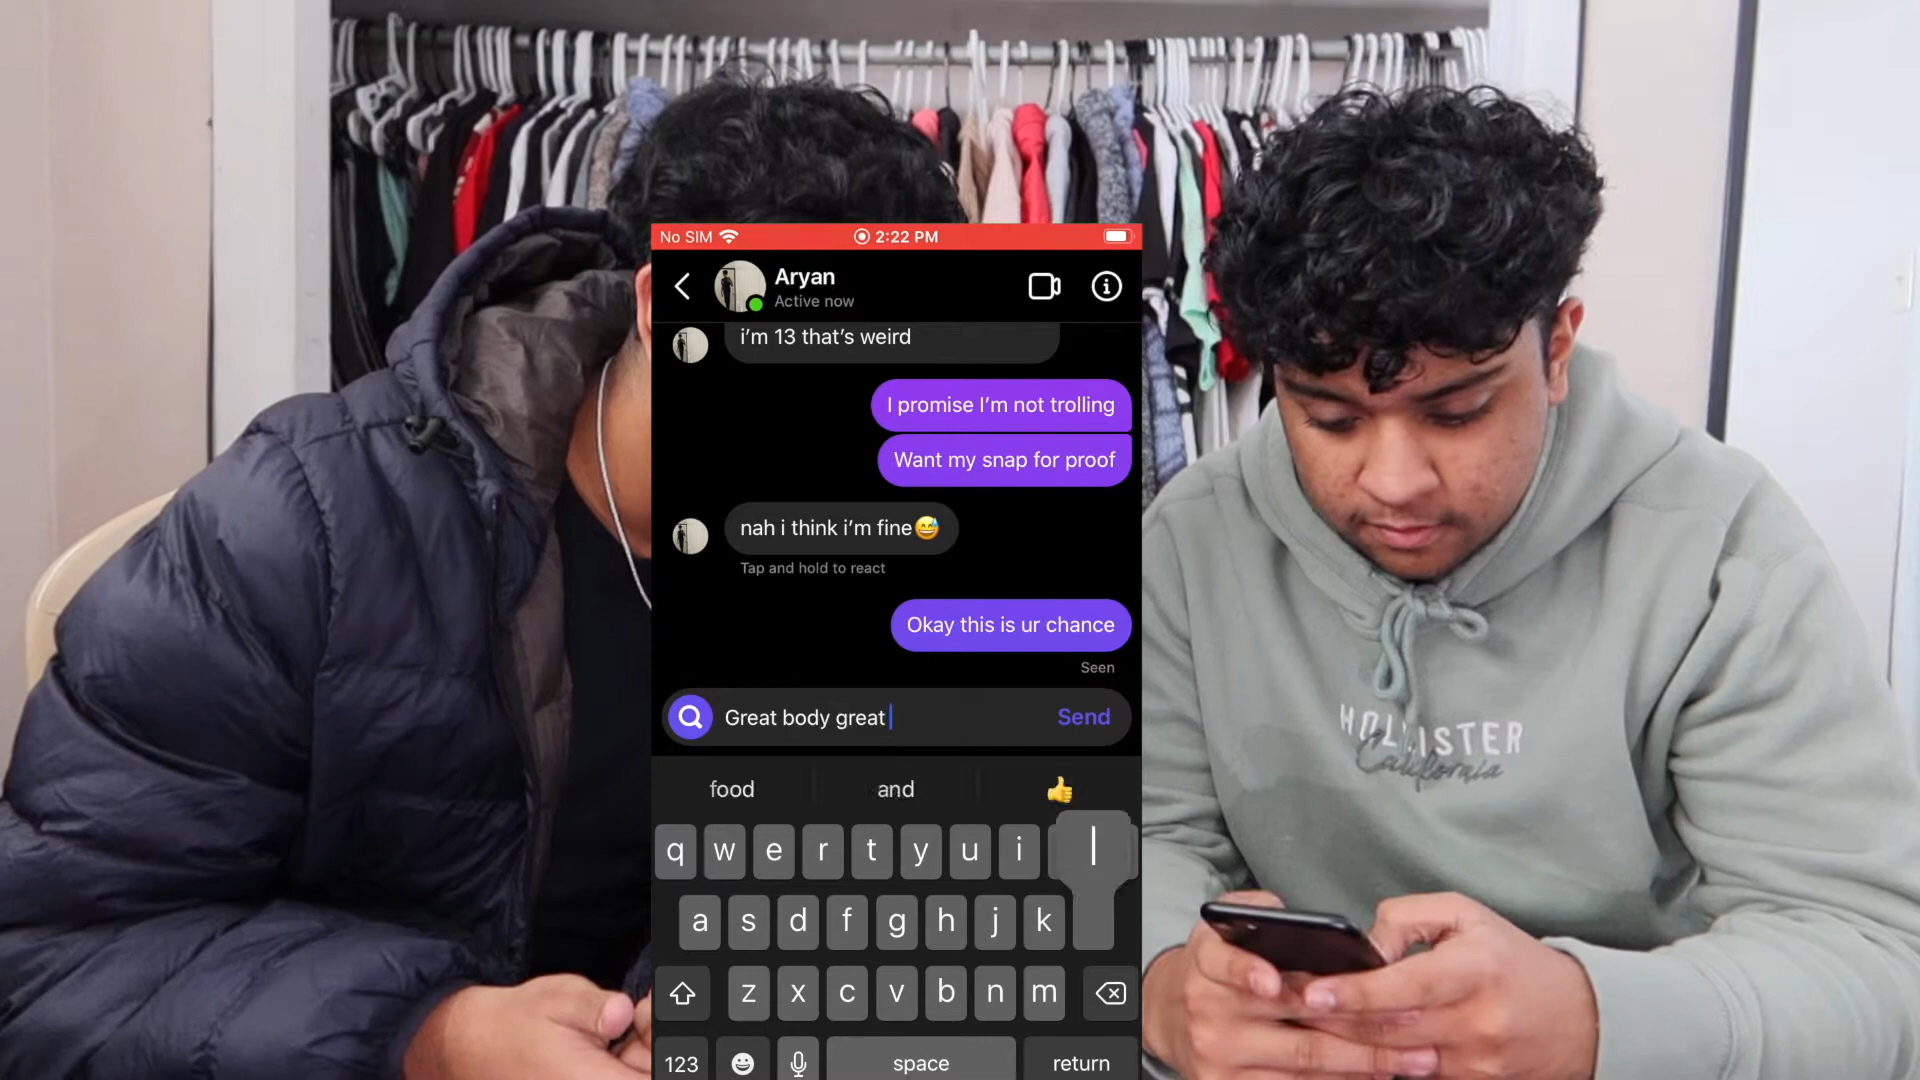 No SIM
2:22 PM
Aryan
Active now
i'm 13 that's weird
I promise I'm not trolling
Want my snap for proof
nah i think i'm fine😅
Tap and hold to react
Okay this is ur chance
Seen
Great body great
Send
food and 👍
q w e r t y u i l
a s d f g h j k
z x c v b n m
123 space return
HOLLISTER
California